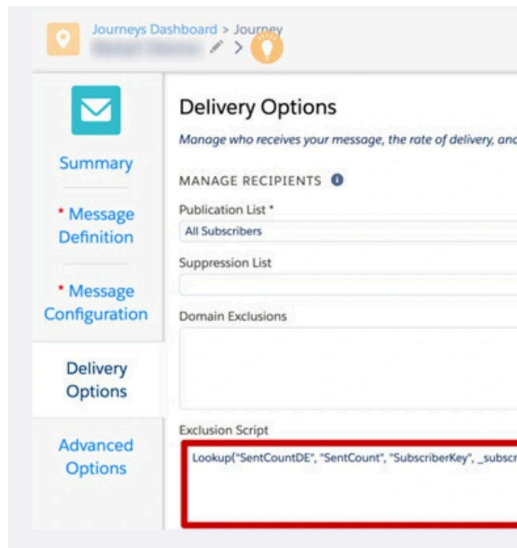 Journeys Dashboard > Journey
>
Delivery Options
Manage who receives your message, the rate of delivery, and
Summary
MANAGE RECIPIENTS
* Message Definition
Publication List *
All Subscribers
Suppression List
* Message Configuration
Domain Exclusions
Delivery Options
Exclusion Script
Advanced Options
Lookup("SentCountDE", "SentCount", "SubscriberKey", _subscr